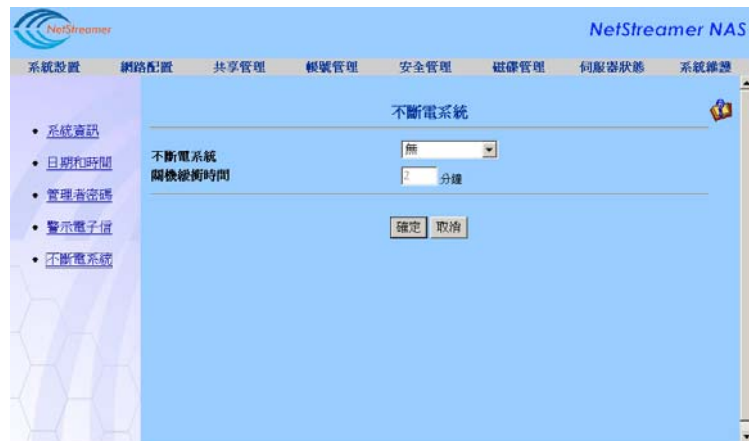 NetStreamer
NetStreamer NAS
系統設置 網路配置 共享管理 帳號管理 安全管理 磁碟管理 伺服器狀態 系統維護
不斷電系統
• 系統資訊
• 日期和時間
• 管理者密碼
• 警示電子信
• 不斷電系統
不斷電系統 無
關機緩衝時間 2 分鐘
確定 取消